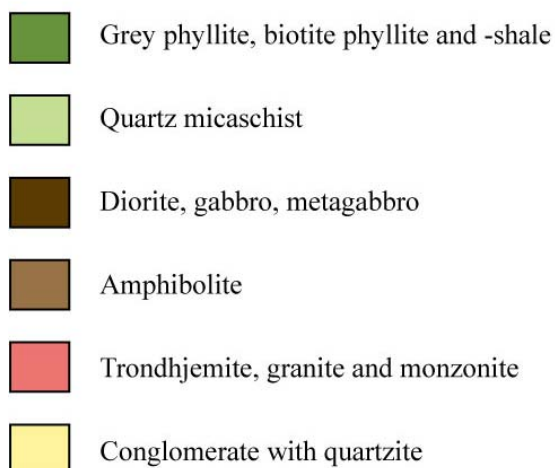 Grey phyllite, biotite phyllite and -shale
Quartz micaschist
Diorite, gabbro, metagabbro
Amphibolite
Trondhjemite, granite and monzonite
Conglomerate with quartzite